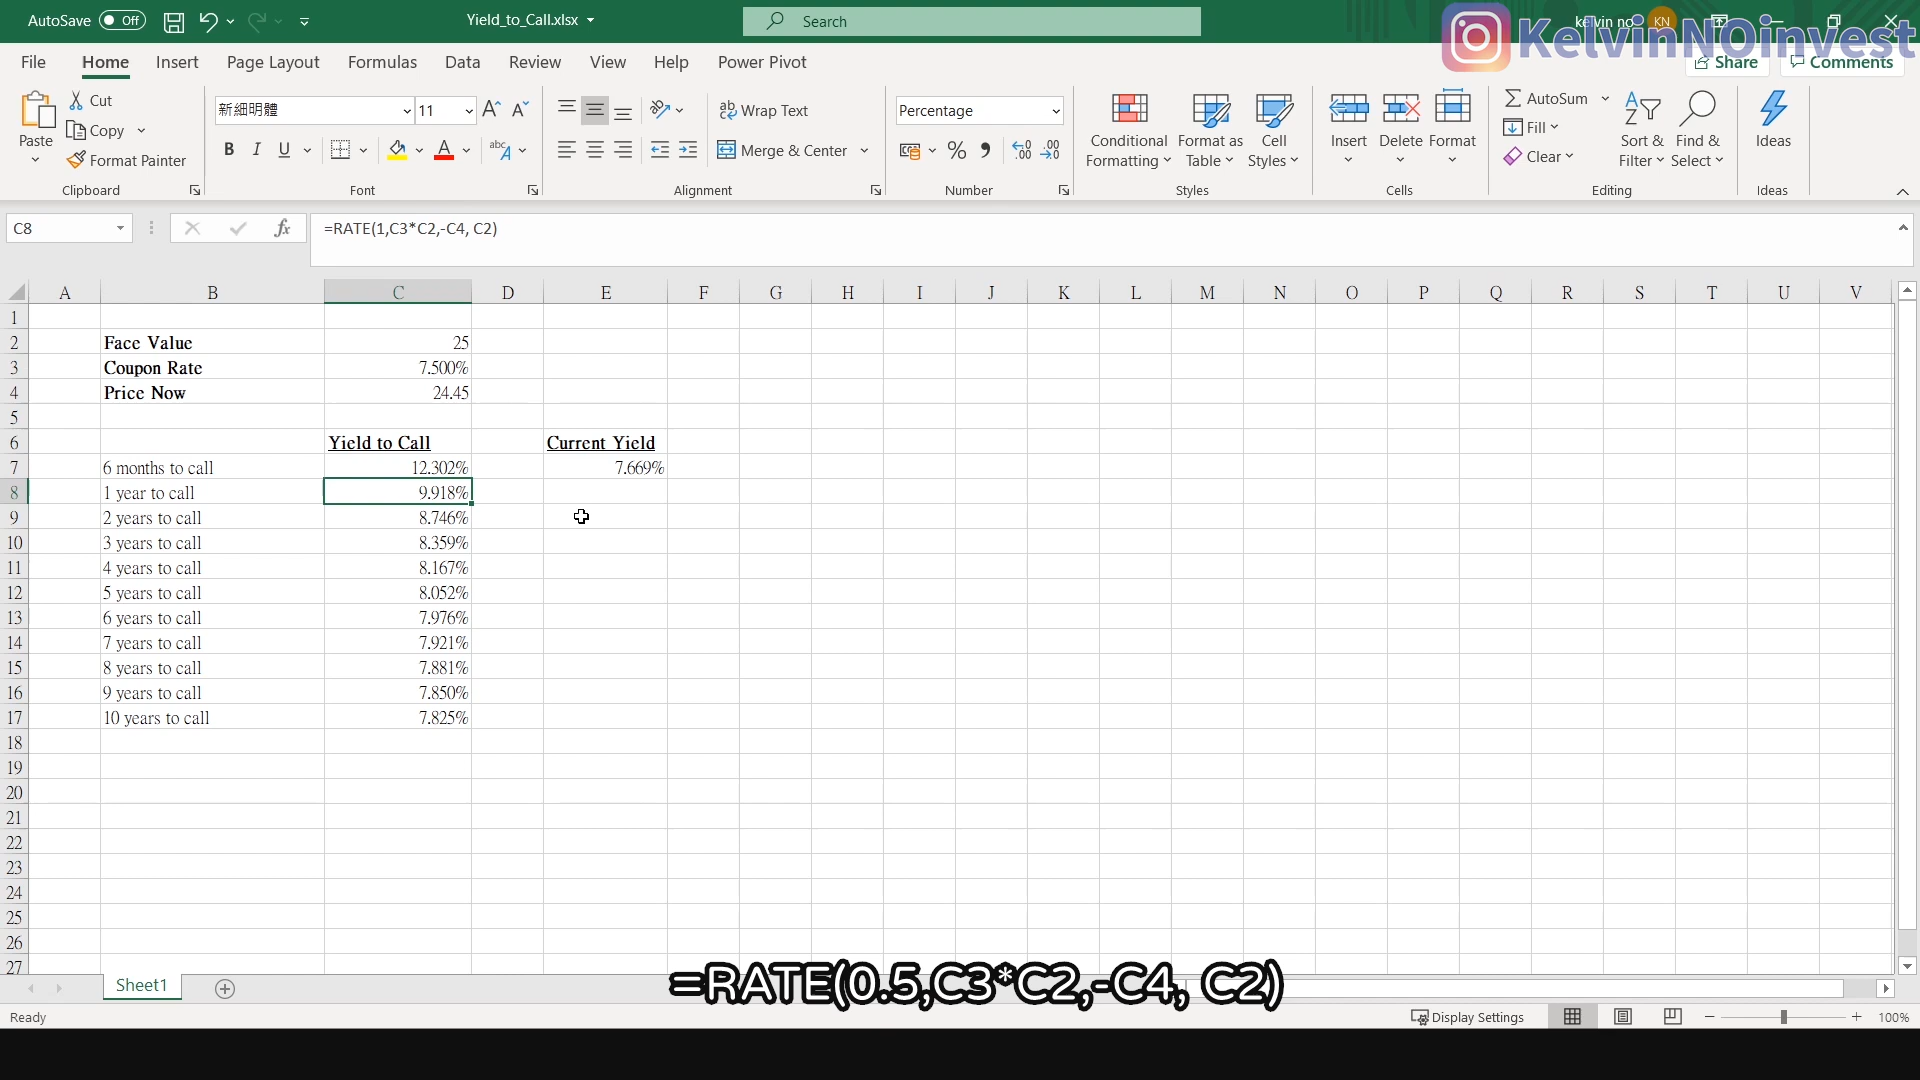 AutoSave Off Yield_to_Call.xlsx Search kelvin no KN
KelvinNOinvest
File Home Insert Page Layout Formulas Data Review View Help Power Pivot Share Comments
Paste Cut Copy Format Painter
新細明體 11
B I U
Wrap Text
Merge & Center
Percentage
Conditional Formatting Format as Table Cell Styles
Insert Delete Format
AutoSum Fill Clear
Sort & Filter Find & Select
Ideas
Clipboard Font Alignment Number Styles Cells Editing Ideas
C8 fx =RATE(1,C3*C2,-C4, C2)
A B C D E F G H I J K L M N O P Q R S T U V
1
2 Face Value 25
3 Coupon Rate 7.500%
4 Price Now 24.45
5
6 Yield to Call Current Yield
7 6 months to call 12.302% 7.669%
8 1 year to call 9.918%
9 2 years to call 8.746%
10 3 years to call 8.359%
11 4 years to call 8.167%
12 5 years to call 8.052%
13 6 years to call 7.976%
14 7 years to call 7.921%
15 8 years to call 7.881%
16 9 years to call 7.850%
17 10 years to call 7.825%
18
19
20
21
22
23
24
25
26
27
Sheet1
=RATE(0.5,C3*C2,-C4, C2)
Ready Display Settings 100%